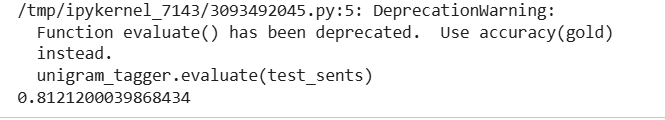 /tmp/ipykernel_7143/3093492045.py:5: DeprecationWarning:
Function evaluate() has been deprecated.  Use accuracy(gold)
instead.
unigram_tagger.evaluate(test_sents)
0.8121200039868434